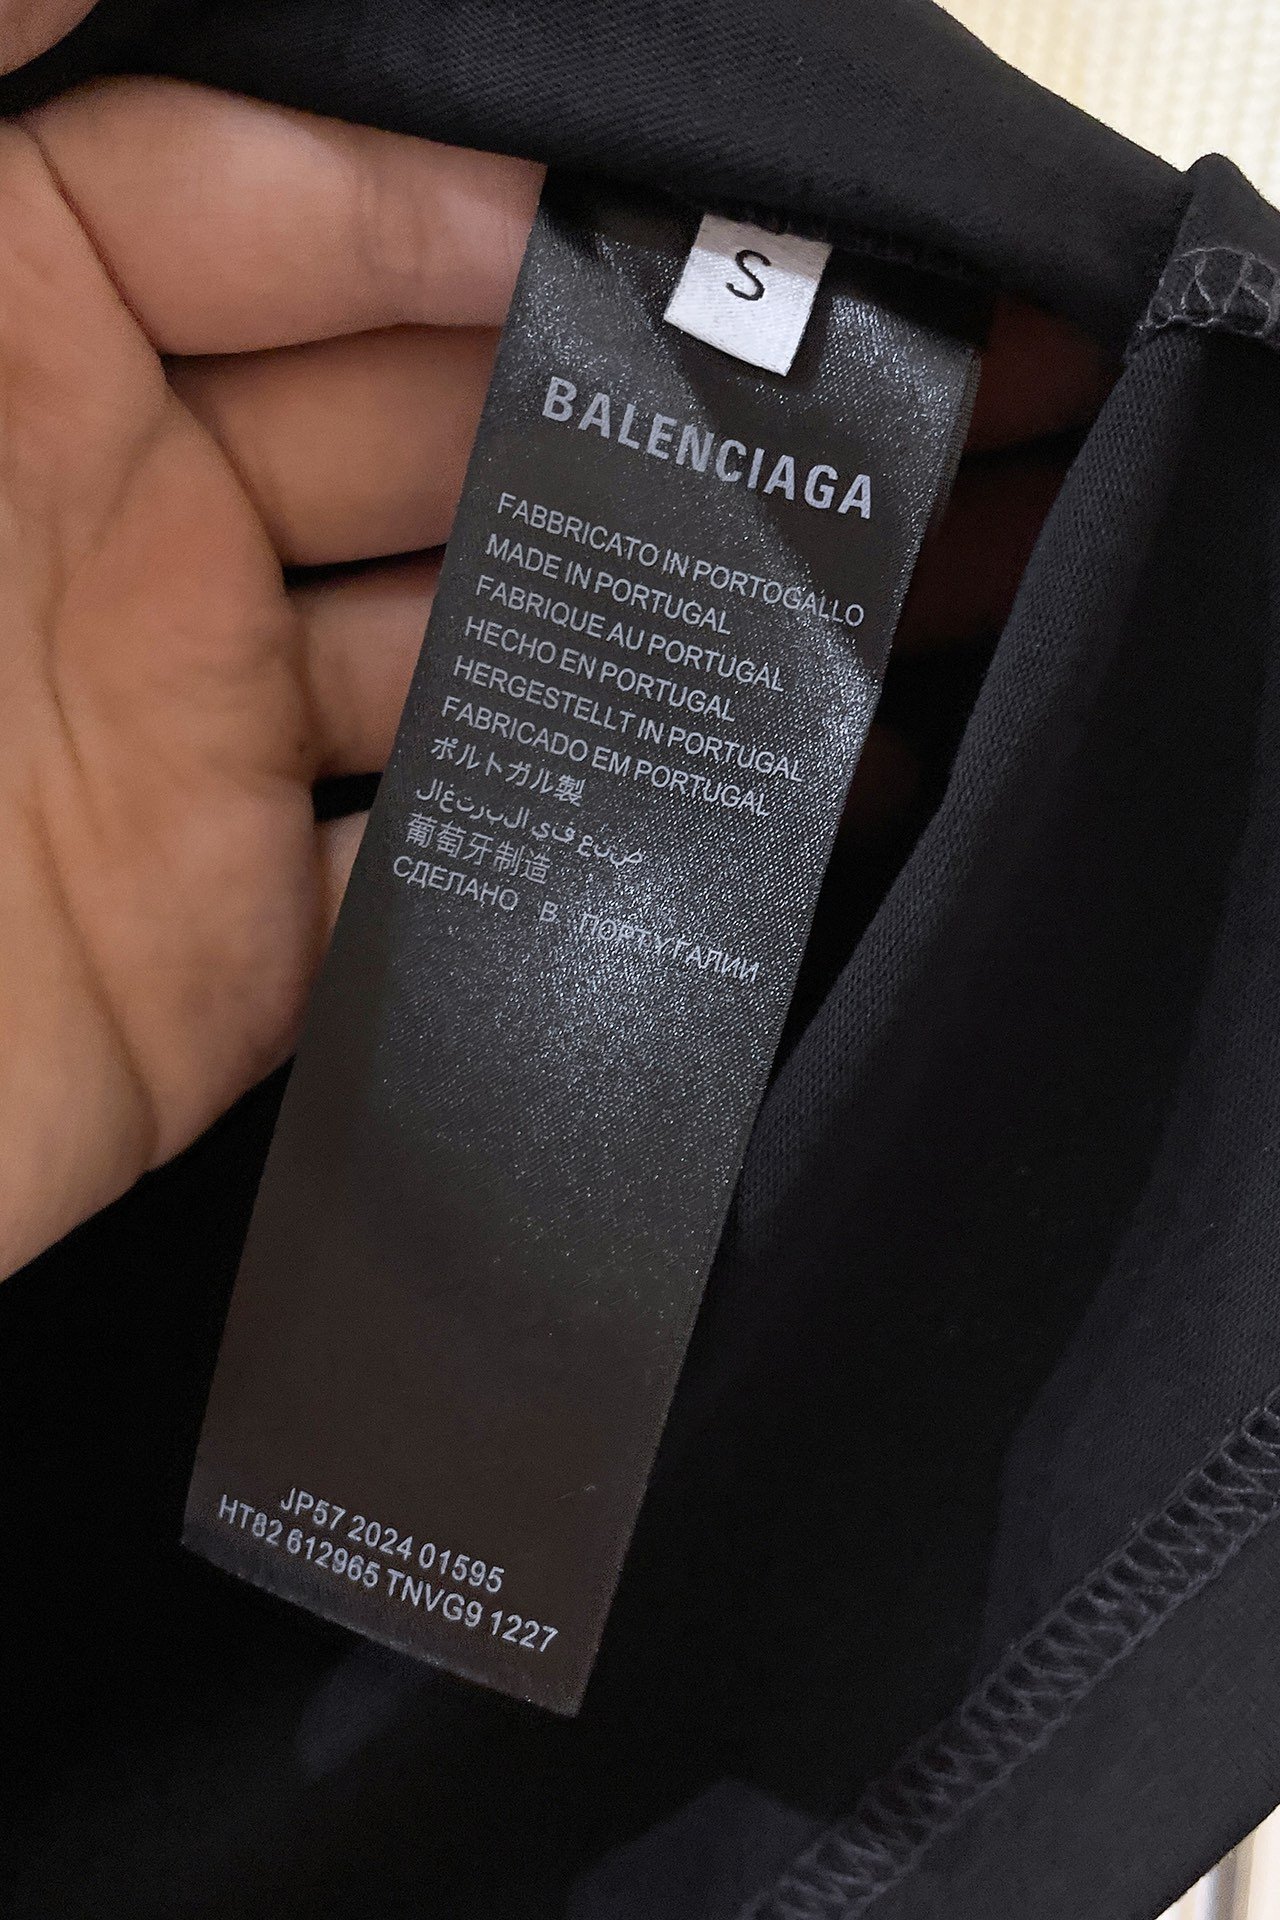 S
BALENCIAGA
FABBRICATO IN PORTOGALLO
MADE IN PORTUGAL
FABRIQUE AU PORTUGAL
HECHO EN PORTUGAL
HERGESTELLT IN PORTUGAL
FABRICADO EM PORTUGAL
ポルトガル製
صنع في البرتغال
葡萄牙制造
СДЕЛАНО В ПОРТУГАЛИИ
JP57 2024 01595
HT82 612965 TNVG9 1227